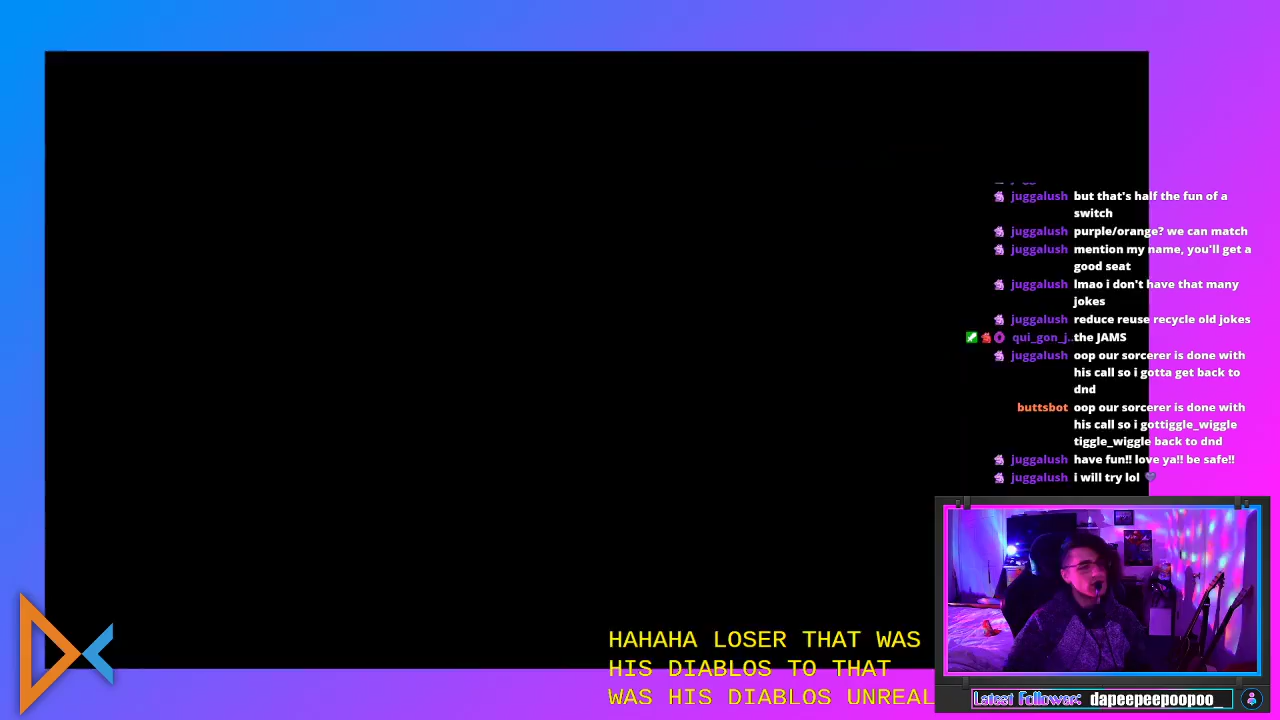 juggalush but that's half the fun of a
switch
juggalush purple/orange? we can match
juggalush mention my name, you'll get a
good seat
juggalush lmao i don't have that many
jokes
juggalush reduce reuse recycle old jokes
qui_gon_j.. the JAMS
juggalush oop our sorcerer is done with
his call so i gotta get back to
dnd
buttsbot oop our sorcerer is done with
his call so i gottiggle_wiggle
tiggle_wiggle back to dnd
juggalush have fun!! love ya!! be safe!!
juggalush i will try lol 💜
HAHAHA LOSER THAT WAS
HIS DIABLOS TO THAT
WAS HIS DIABLOS UNREAL
Latest Follower: dapeepeepoopoo_